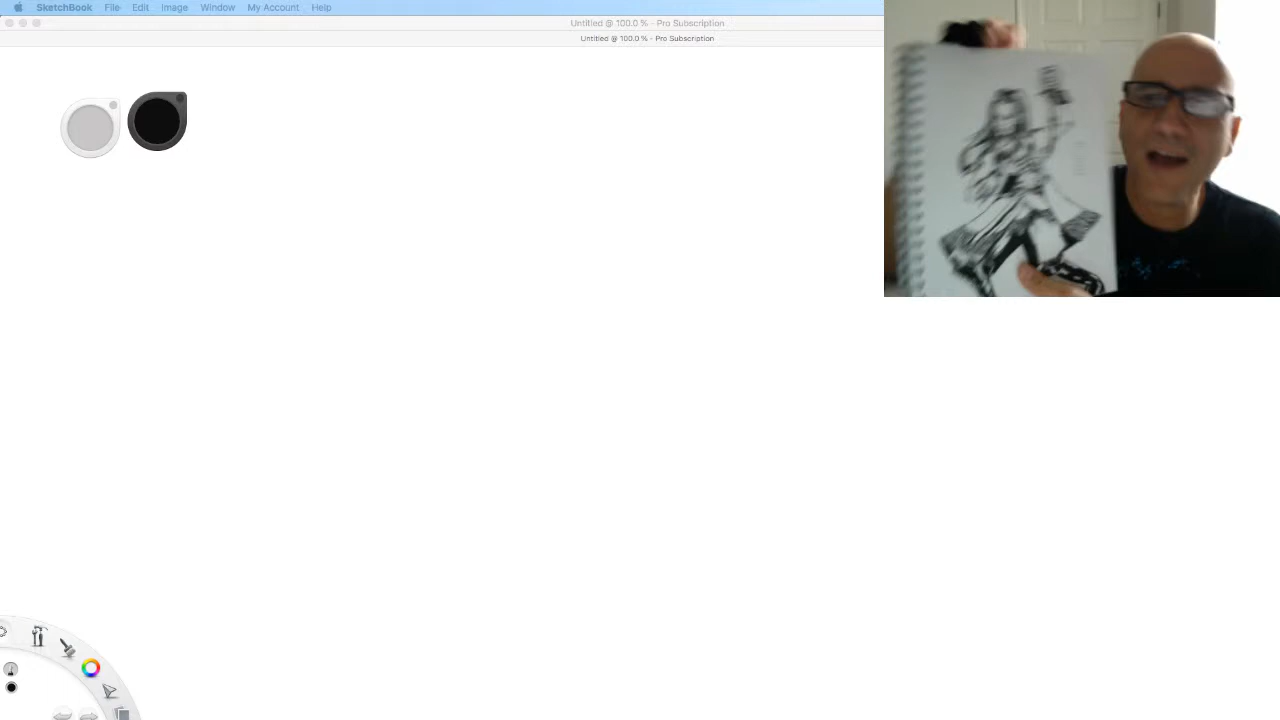 SketchBook File Edit Image Window My Account Help
Untitled @ 100.0 % - Pro Subscription
Untitled @ 100.0 % - Pro Subscription